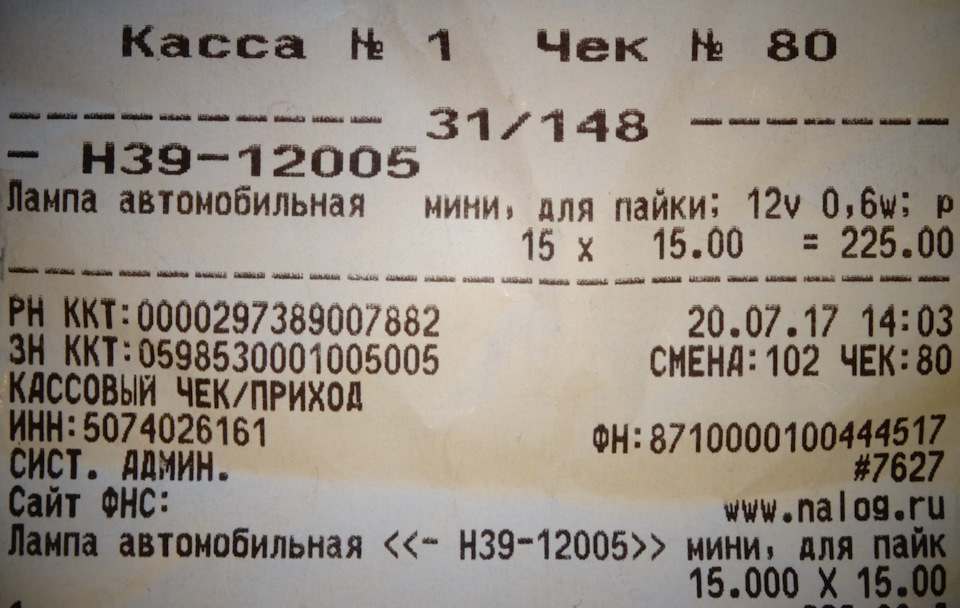 Касса № 1 Чек № 80
31/148
- Н39-12005
Лампа автомобильная мини, для пайки; 12v 0,6w; р
15 x 15.00 = 225.00
РН ККТ:0000297389007882 20.07.17 14:03
ЗН ККТ:0598530001005005 СМЕНА:102 ЧЕК:80
КАССОВЫЙ ЧЕК/ПРИХОД
ИНН:5074026161 ФН:8710000100444517
СИСТ. АДМИН. #7627
Сайт ФНС: www.nalog.ru
Лампа автомобильная <<- Н39-12005>> мини, для пайк
15.000 X 15.00